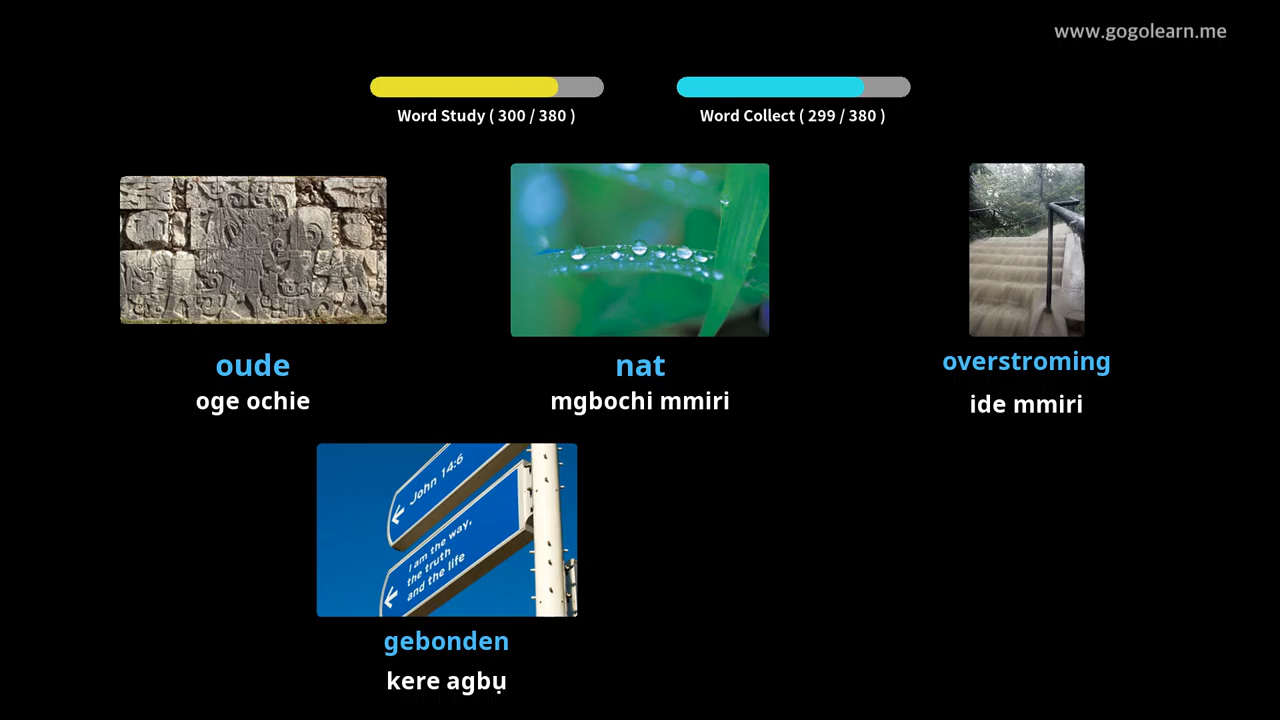 www.gogolearn.me
Word Study ( 300 / 380 )
Word Collect ( 299 / 380 )
oude
oge ochie
nat
mgbochi mmiri
overstroming
ide mmiri
John 14:6
I am the way,
the truth
and the life
gebonden
kere agbụ